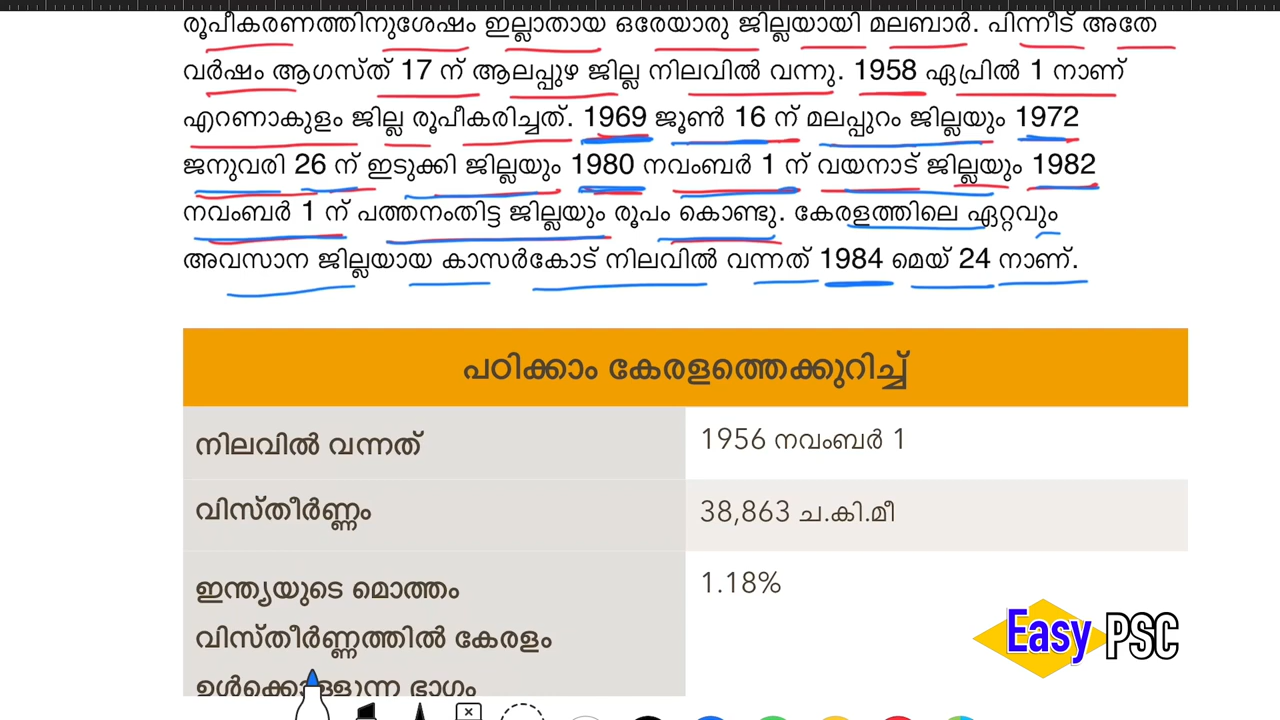 രൂപീകരണത്തിനുശേഷം ഇല്ലാതായ ഒരേയാരു ജില്ലയായി മലബാർ. പിന്നീട് അതേ
വർഷം ആഗസ്ത് 17 ന് ആലപ്പുഴ ജില്ല നിലവിൽ വന്നു. 1958 ഏപ്രിൽ 1 നാണ്
എറണാകുളം ജില്ല രൂപീകരിച്ചത്. 1969 ജൂൺ 16 ന് മലപ്പുറം ജില്ലയും 1972
ജനുവരി 26 ന് ഇടുക്കി ജില്ലയും 1980 നവംബർ 1 ന് വയനാട് ജില്ലയും 1982
നവംബർ 1 ന് പത്തനംതിട്ട ജില്ലയും രൂപം കൊണ്ടു. കേരളത്തിലെ ഏറ്റവും
അവസാന ജില്ലയായ കാസർകോട് നിലവിൽ വന്നത് 1984 മെയ് 24 നാണ്.
പഠിക്കാം കേരളത്തെക്കുറിച്ച്
നിലവിൽ വന്നത് 1956 നവംബർ 1
വിസ്തീർണ്ണം 38,863 ച.കി.മീ
ഇന്ത്യയുടെ മൊത്തം 1.18%
വിസ്തീർണ്ണത്തിൽ കേരളം
ഉൾക്കൊള്ളുന്ന ഭാഗം
Easy PSC